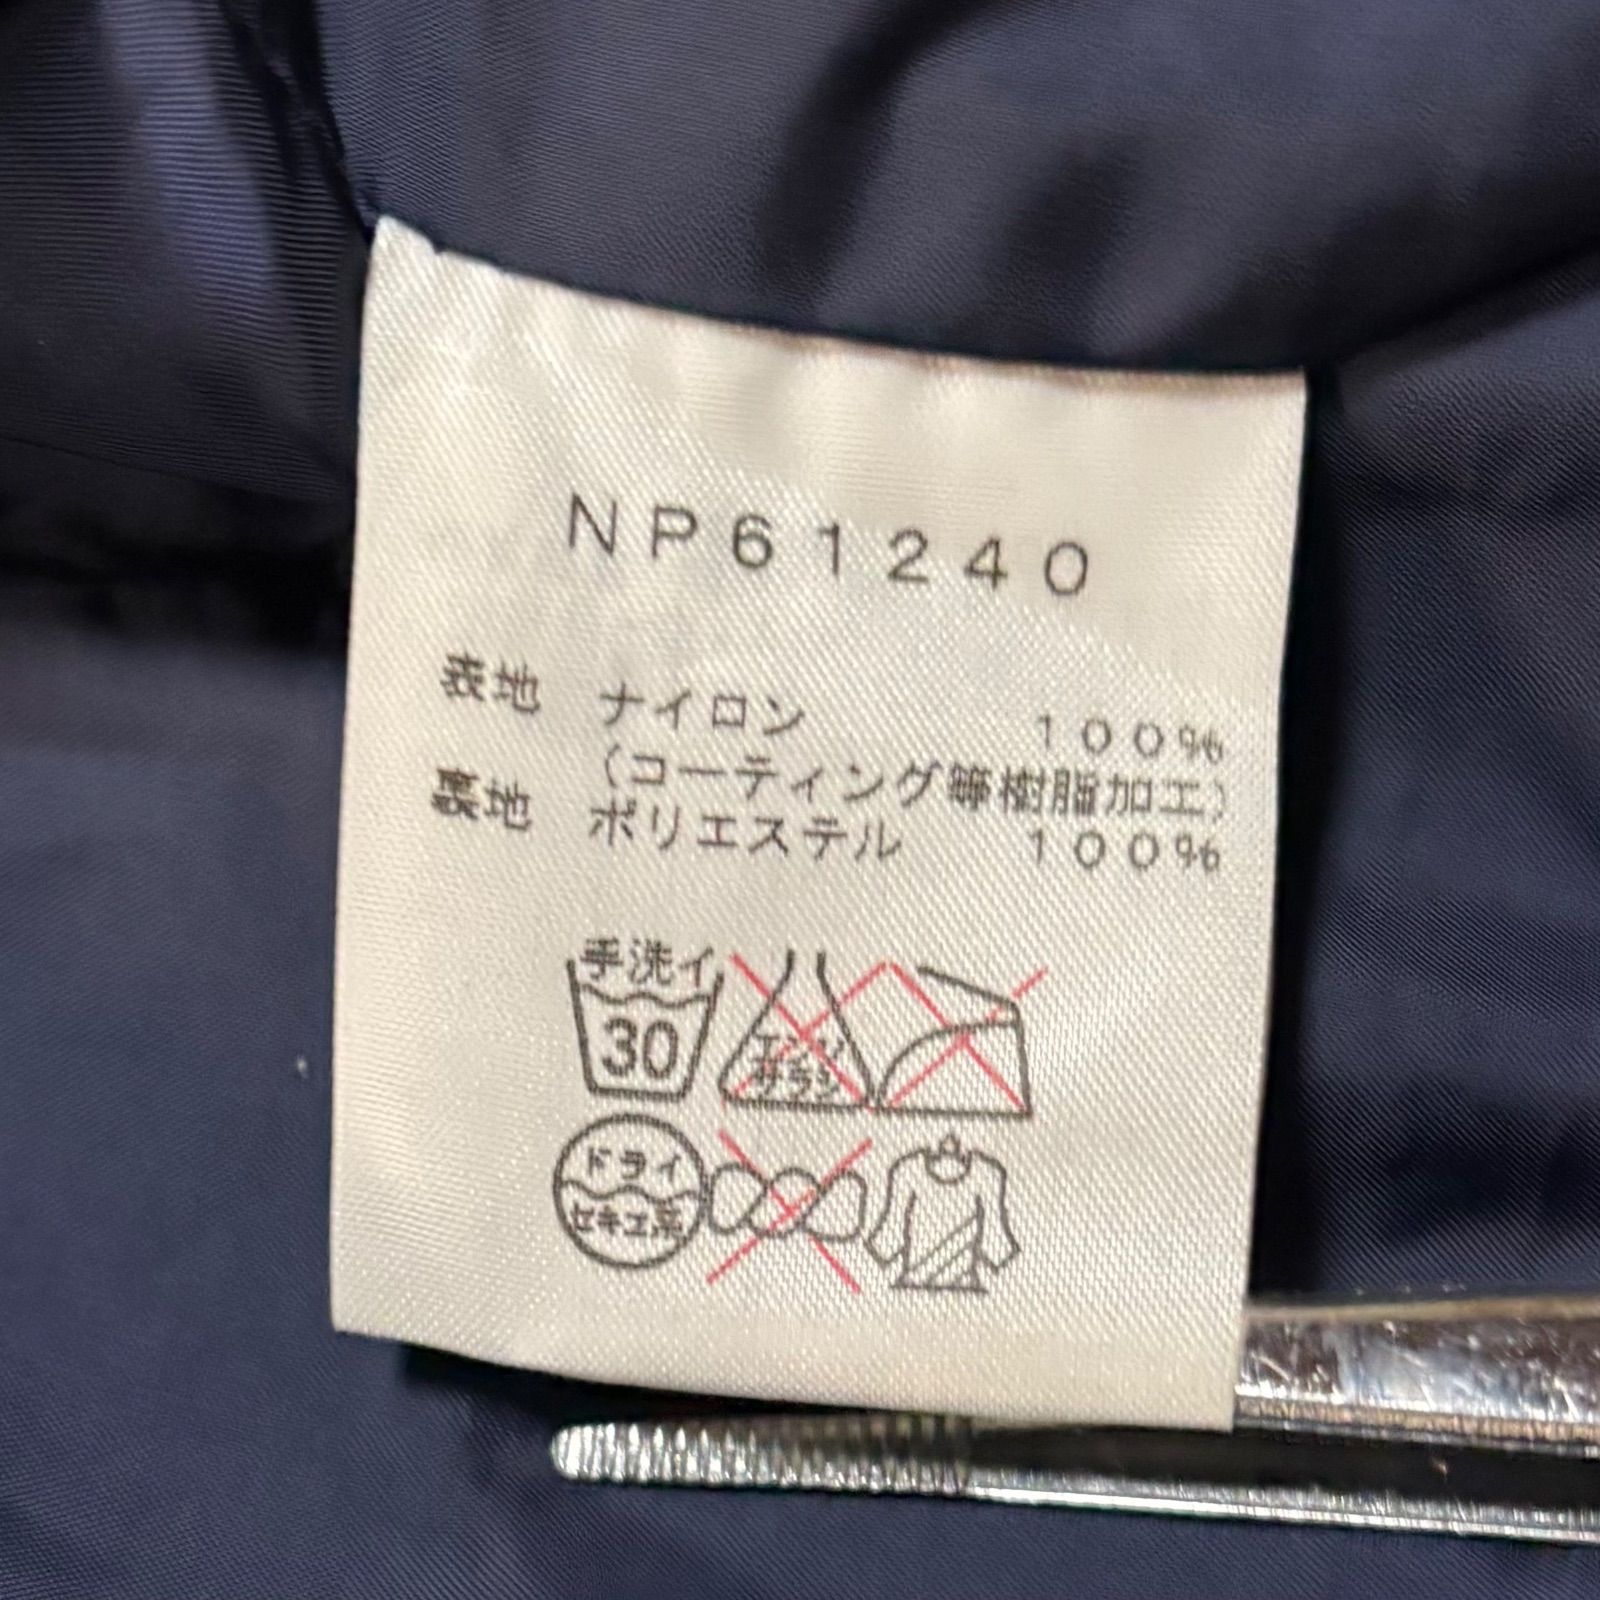 NP61240
表地 ナイロン 100%
(コーティング等樹脂加工)
裏地 ポリエステル 100%
手洗イ
30
エンソ
サラシ
ドライ
セキユ系